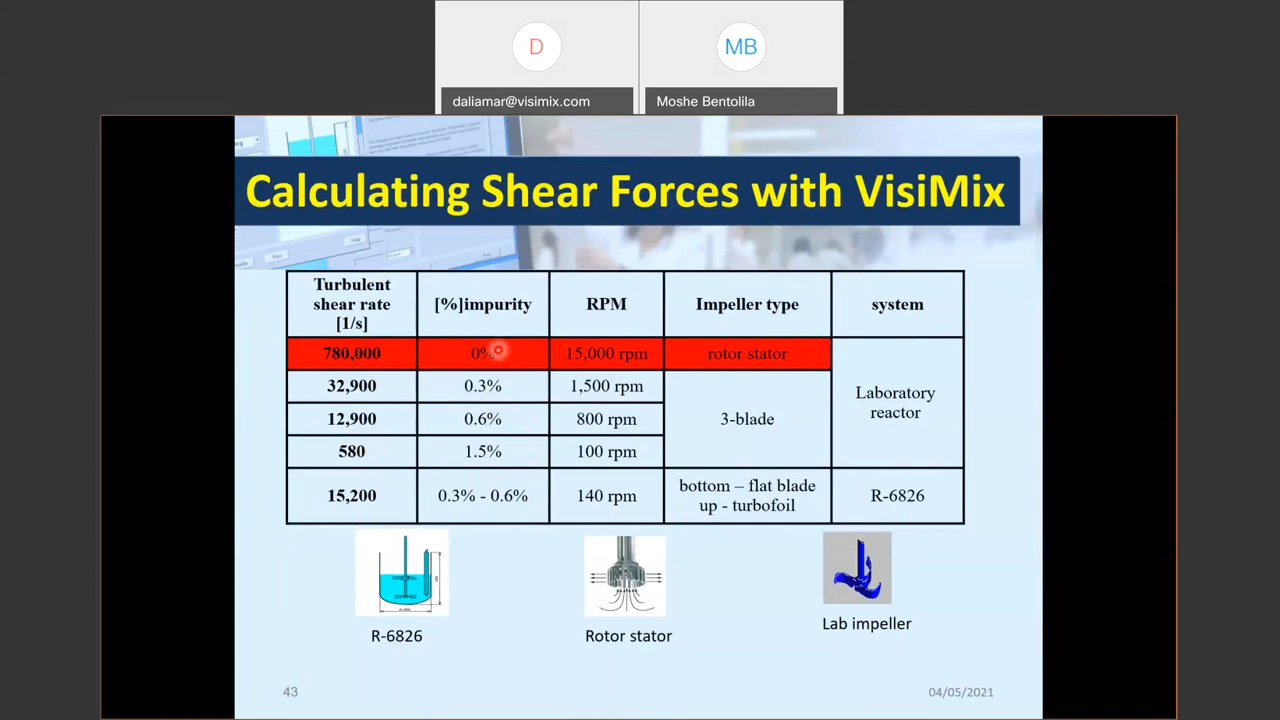 D
MB
daliamar@visimix.com
Moshe Bentolila
Calculating Shear Forces with VisiMix
Turbulent shear rate [1/s]
[%]impurity
RPM
Impeller type
system
780,000
0%
15,000 rpm
rotor stator
Laboratory reactor
32,900
0.3%
1,500 rpm
3-blade
12,900
0.6%
800 rpm
580
1.5%
100 rpm
15,200
0.3% - 0.6%
140 rpm
bottom – flat blade
up - turbofoil
R-6826
R-6826
Rotor stator
Lab impeller
43
04/05/2021